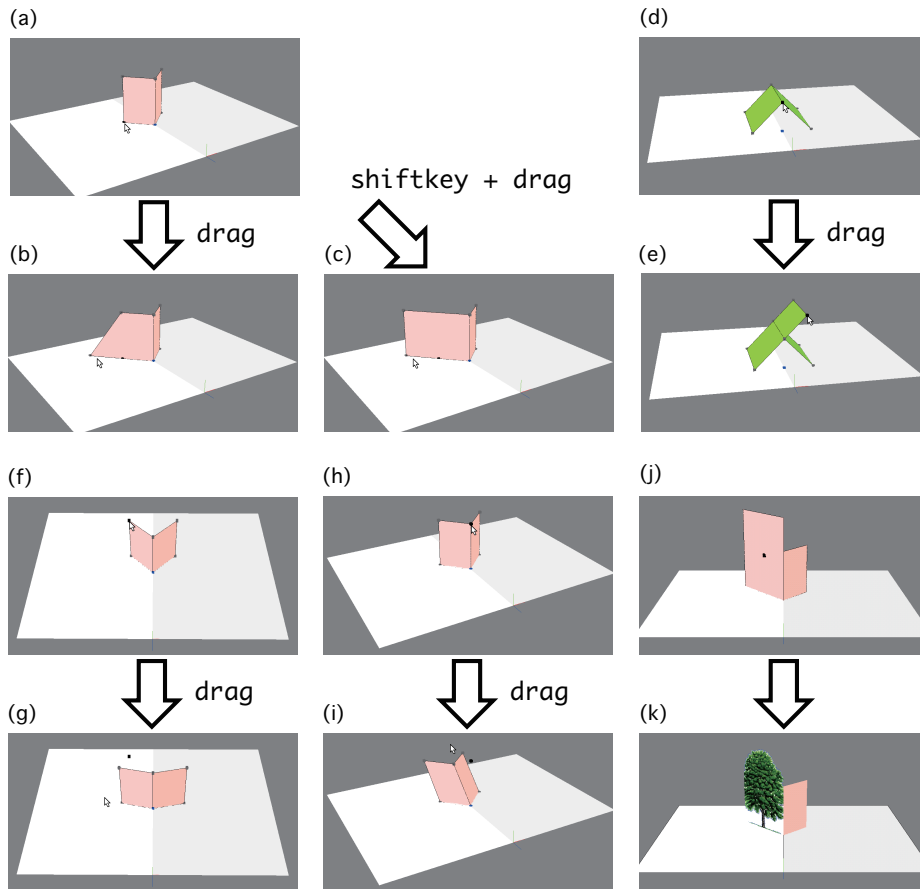 (a)
(d)
shiftkey + drag
drag
drag
(b)
(c)
(e)
(f)
(h)
(j)
drag
drag
(g)
(i)
(k)